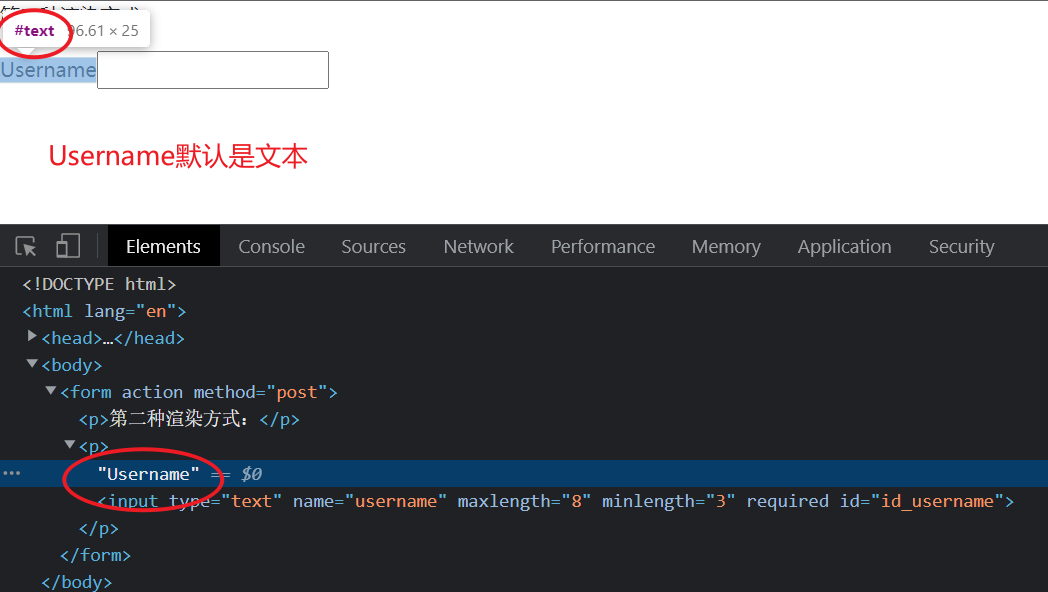 #text 96.61 × 25
Username
Username默认是文本
Elements Console Sources Network Performance Memory Application Security
<!DOCTYPE html>
<html lang="en">
<head>…</head>
<body>
<form action method="post">
<p>第二种渲染方式：</p>
<p>
"Username" == $0
<input type="text" name="username" maxlength="8" minlength="3" required id="id_username">
</p>
</form>
</body>